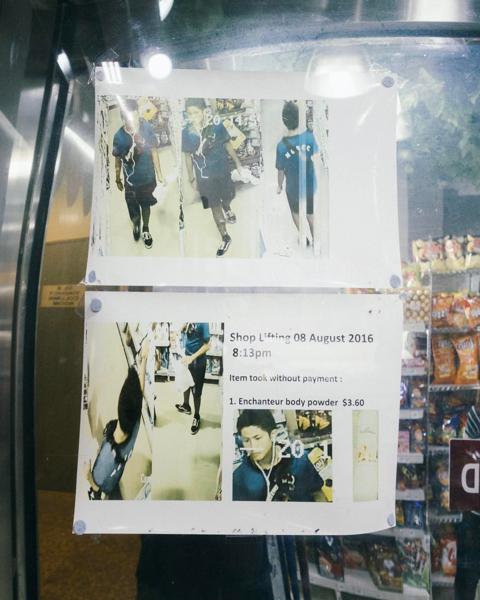 Shop Lifting 08 August 2016
8:13pm
Item took without payment :
1. Enchanteur body powder $3.60